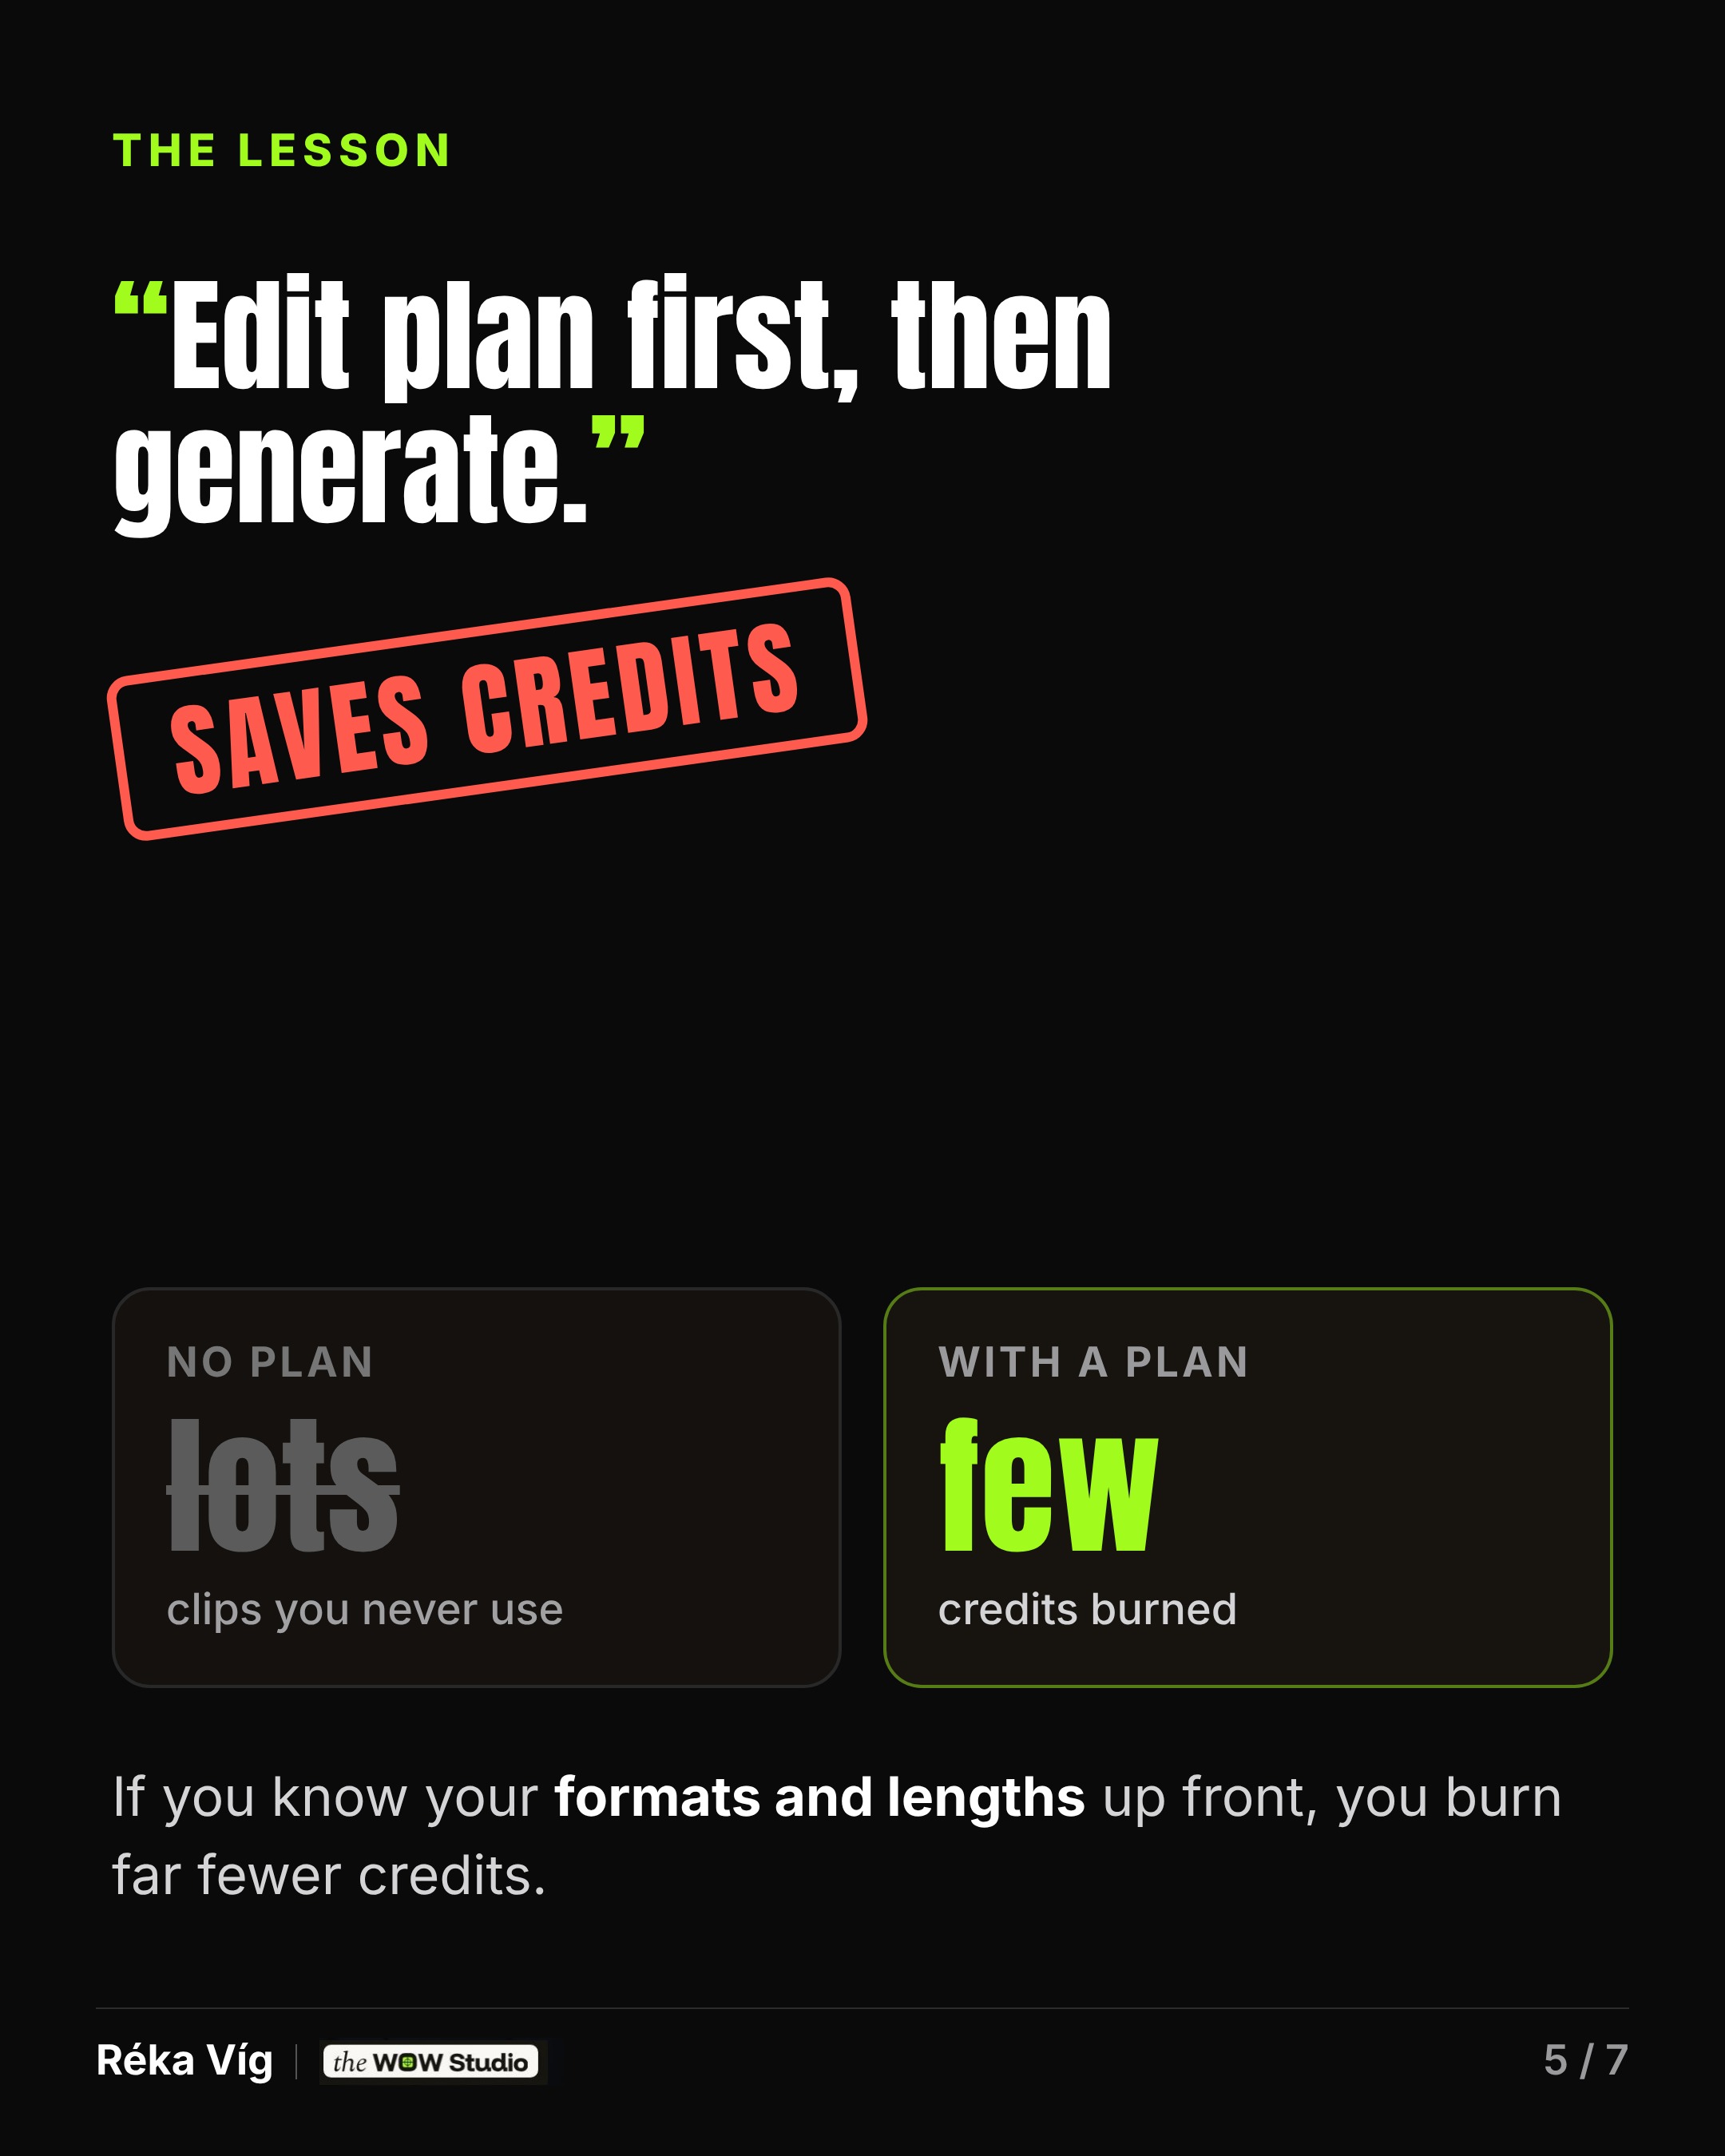 THE LESSON
“Edit plan first, then
generate.”
SAVES CREDITS
NO PLAN
lots
clips you never use
WITH A PLAN
few
credits burned
If you know your formats and lengths up front, you burn
far fewer credits.
Réka Víg
the WOW Studio
5 / 7